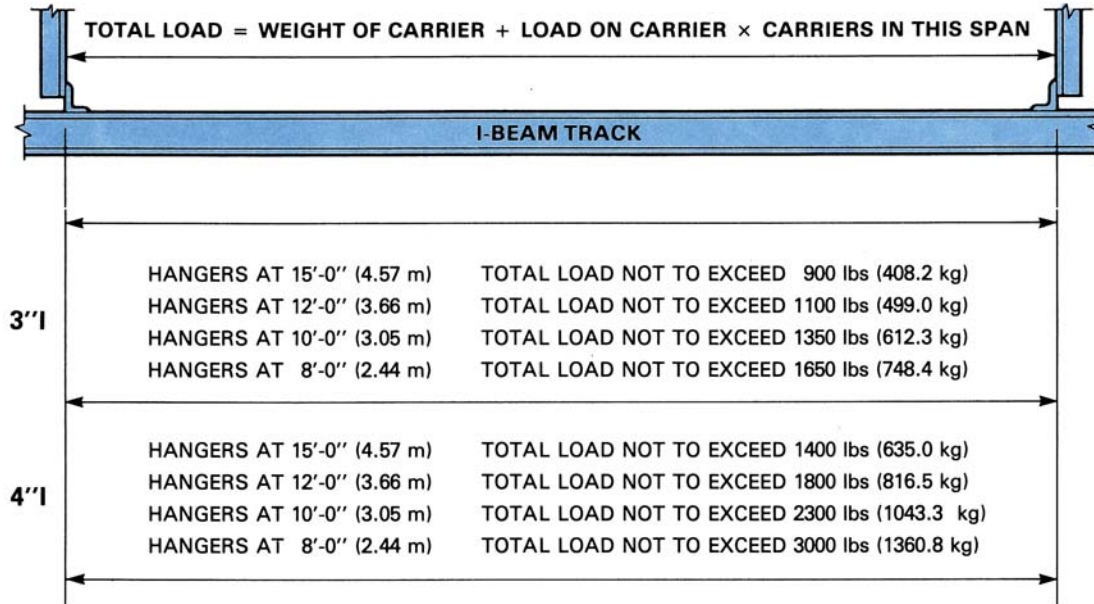 TOTAL LOAD = WEIGHT OF CARRIER + LOAD ON CARRIER × CARRIERS IN THIS SPAN
I-BEAM TRACK
3"I
HANGERS AT 15'-0" (4.57 m) TOTAL LOAD NOT TO EXCEED 900 lbs (408.2 kg)
HANGERS AT 12'-0" (3.66 m) TOTAL LOAD NOT TO EXCEED 1100 lbs (499.0 kg)
HANGERS AT 10'-0" (3.05 m) TOTAL LOAD NOT TO EXCEED 1350 lbs (612.3 kg)
HANGERS AT 8'-0" (2.44 m) TOTAL LOAD NOT TO EXCEED 1650 lbs (748.4 kg)
4"I
HANGERS AT 15'-0" (4.57 m) TOTAL LOAD NOT TO EXCEED 1400 lbs (635.0 kg)
HANGERS AT 12'-0" (3.66 m) TOTAL LOAD NOT TO EXCEED 1800 lbs (816.5 kg)
HANGERS AT 10'-0" (3.05 m) TOTAL LOAD NOT TO EXCEED 2300 lbs (1043.3 kg)
HANGERS AT 8'-0" (2.44 m) TOTAL LOAD NOT TO EXCEED 3000 lbs (1360.8 kg)